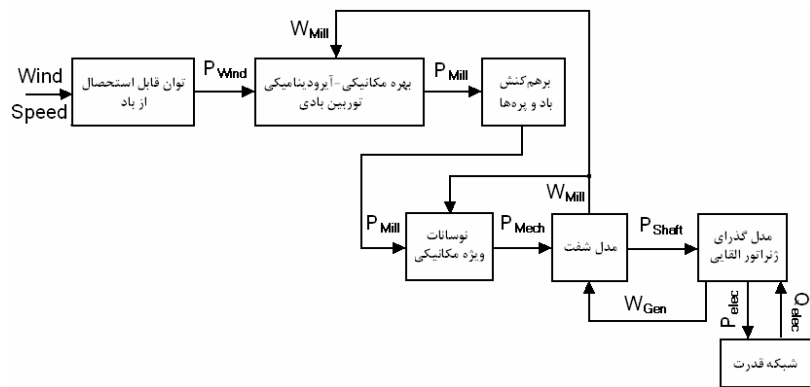 W_Mill
Wind
Speed
توان قابل استحصال
از باد
P_Wind
بهره مکانیکی-آیرودینامیکی
توربین بادی
P_Mill
برهم‌کنش
باد و پره‌ها
P_Mill
نوسانات
ویژه مکانیکی
P_Mech
W_Mill
مدل شفت
P_Shaft
مدل گذرای
ژنراتور القایی
W_Gen
P_elec
Q_elec
شبکه قدرت